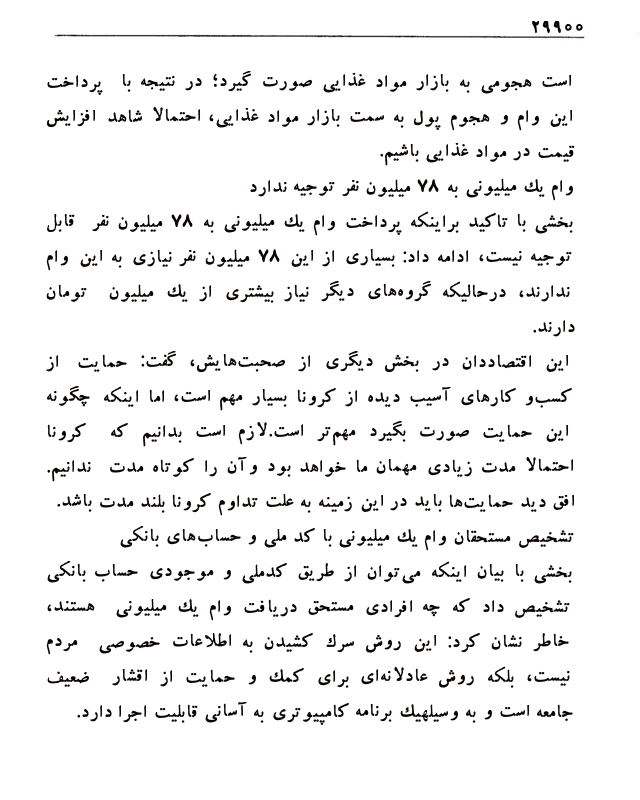 ۲۹۹۰۰
است هجومی به بازار مواد غذایی صورت گیرد؛ در نتیجه با پرداخت
این وام و هجوم پول به سمت بازار مواد غذایی، احتمالا شاهد افزایش
قیمت در مواد غذایی باشیم.
وام یك میلیونی به ۷۸ میلیون نفر توجیه ندارد
بخشی با تاکید براینکه پرداخت وام یك میلیونی به ۷۸ میلیون نفر قابل
توجیه نیست، ادامه داد: بسیاری از این ۷۸ میلیون نفر نیازی به این وام
ندارند، درحالیکه گروه‌های دیگر نیاز بیشتری از یك میلیون تومان
دارند.
این اقتصاددان در بخش دیگری از صحبت‌هایش، گفت: حمایت از
کسب‌و کارهای آسیب دیده از کرونا بسیار مهم است، اما اینکه چگونه
این حمایت صورت بگیرد مهم‌تر است.لازم است بدانیم که کرونا
احتمالا مدت زیادی مهمان ما خواهد بود وآن را کوتاه مدت ندانیم.
افق دید حمایت‌ها باید در این زمینه به علت تداوم کرونا بلند مدت باشد.
تشخیص مستحقان وام یك میلیونی با کد ملی و حساب‌های بانکی
بخشی با بیان اینکه می‌توان از طریق کدملی و موجودی حساب بانکی
تشخیص داد که چه افرادی مستحق دریافت وام یك میلیونی هستند،
خاطر نشان کرد: این روش سرك کشیدن به اطلاعات خصوصی مردم
نیست، بلکه روش عادلانه‌ای برای کمك و حمایت از اقشار ضعیف
جامعه است و به وسیلهیك برنامه کامپیوتری به آسانی قابلیت اجرا دارد.